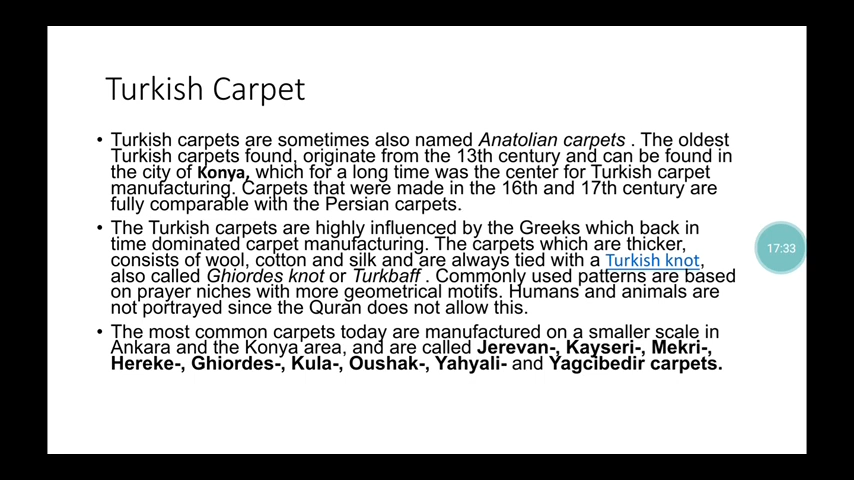 Turkish Carpet
• Turkish carpets are sometimes also named Anatolian carpets . The oldest
Turkish carpets found, originate from the 13th century and can be found in
the city of Konya, which for a long time was the center for Turkish carpet
manufacturing. Carpets that were made in the 16th and 17th century are
fully comparable with the Persian carpets.
• The Turkish carpets are highly influenced by the Greeks which back in
time dominated carpet manufacturing. The carpets which are thicker,
consists of wool, cotton and silk and are always tied with a Turkish knot,
also called Ghiordes knot or Turkbaff . Commonly used patterns are based
on prayer niches with more geometrical motifs. Humans and animals are
not portrayed since the Quran does not allow this.
• The most common carpets today are manufactured on a smaller scale in
Ankara and the Konya area, and are called Jerevan-, Kayseri-, Mekri-,
Hereke-, Ghiordes-, Kula-, Oushak-, Yahyali- and Yagcibedir carpets.
17:33